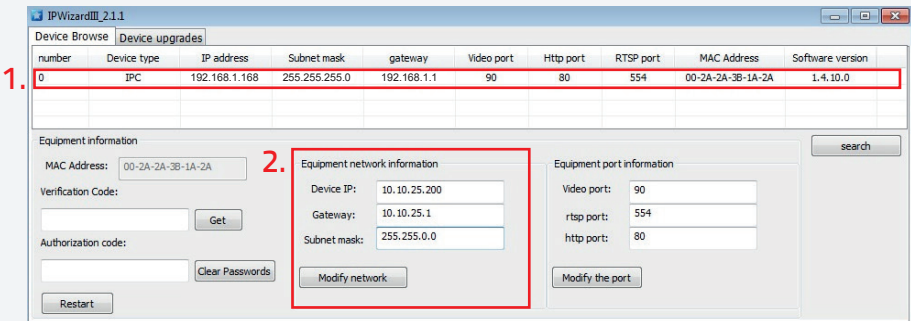 IPWizardIII_2.1.1
Device Browse Device upgrades
number Device type IP address Subnet mask gateway Video port Http port RTSP port MAC Address Software version
1. 0 IPC 192.168.1.168 255.255.255.0 192.168.1.1 90 80 554 00-2A-2A-3B-1A-2A 1.4.10.0
search
Equipment information
MAC Address: 00-2A-2A-3B-1A-2A
Verification Code:
Get
Authorization code:
Clear Passwords
Restart
2. Equipment network information
Device IP: 10.10.25.200
Gateway: 10.10.25.1
Subnet mask: 255.255.0.0
Modify network
Equipment port information
Video port: 90
rtsp port: 554
http port: 80
Modify the port